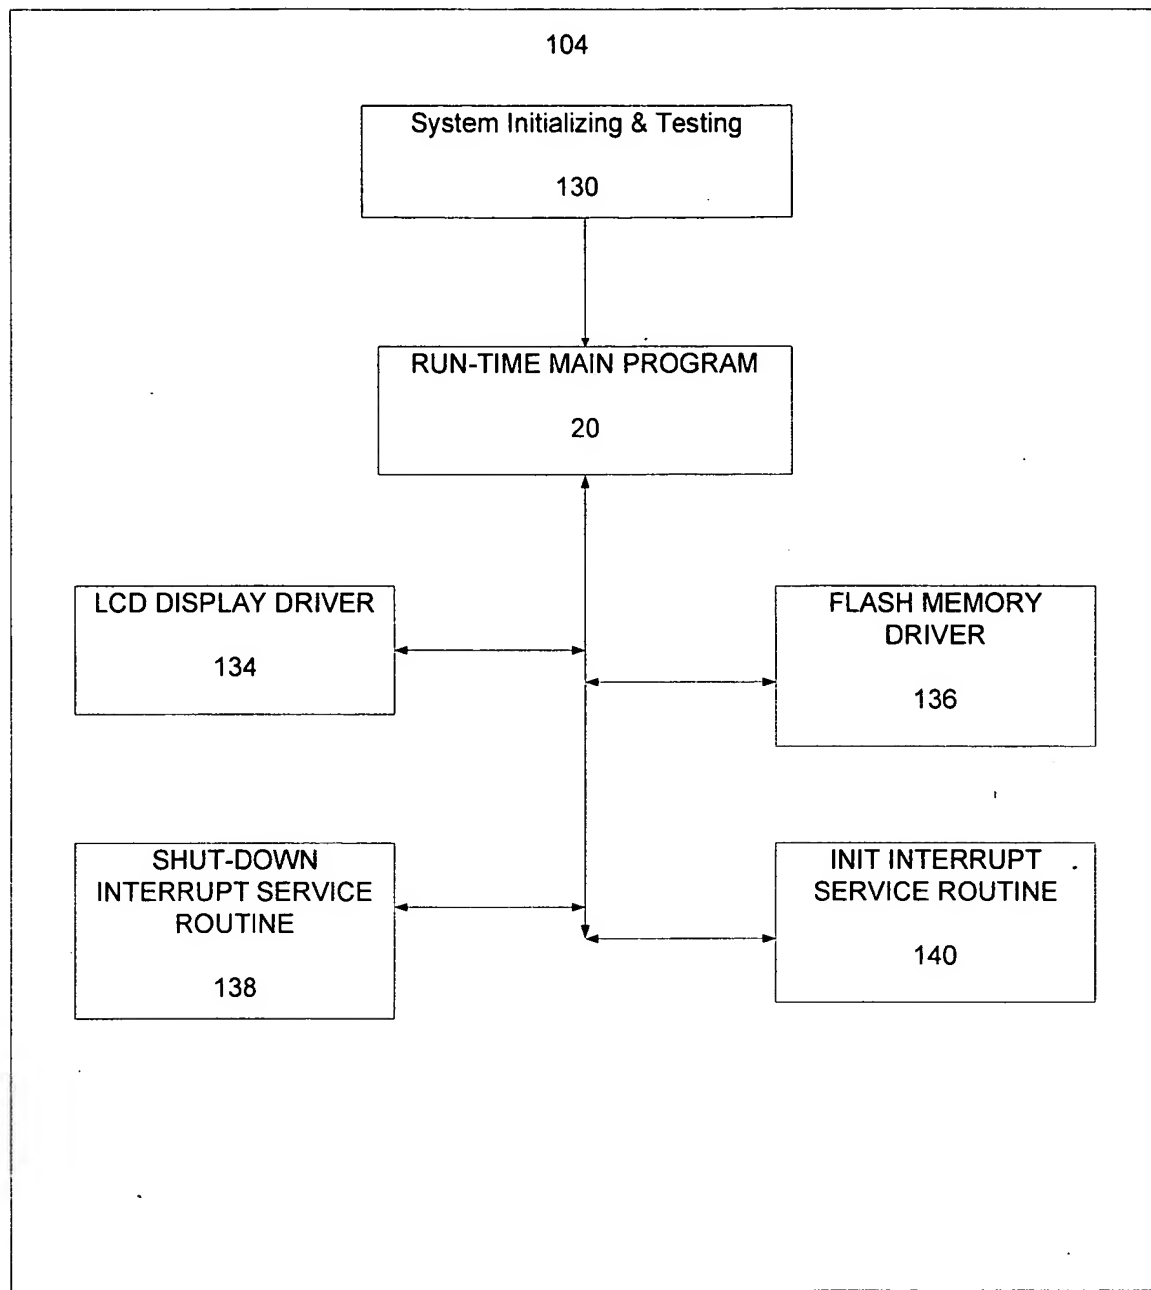 104
System Initializing & Testing
130
RUN-TIME MAIN PROGRAM
20
LCD DISPLAY DRIVER
134
FLASH MEMORY
DRIVER
136
SHUT-DOWN
INTERRUPT SERVICE
ROUTINE
138
INIT INTERRUPT
SERVICE ROUTINE
140